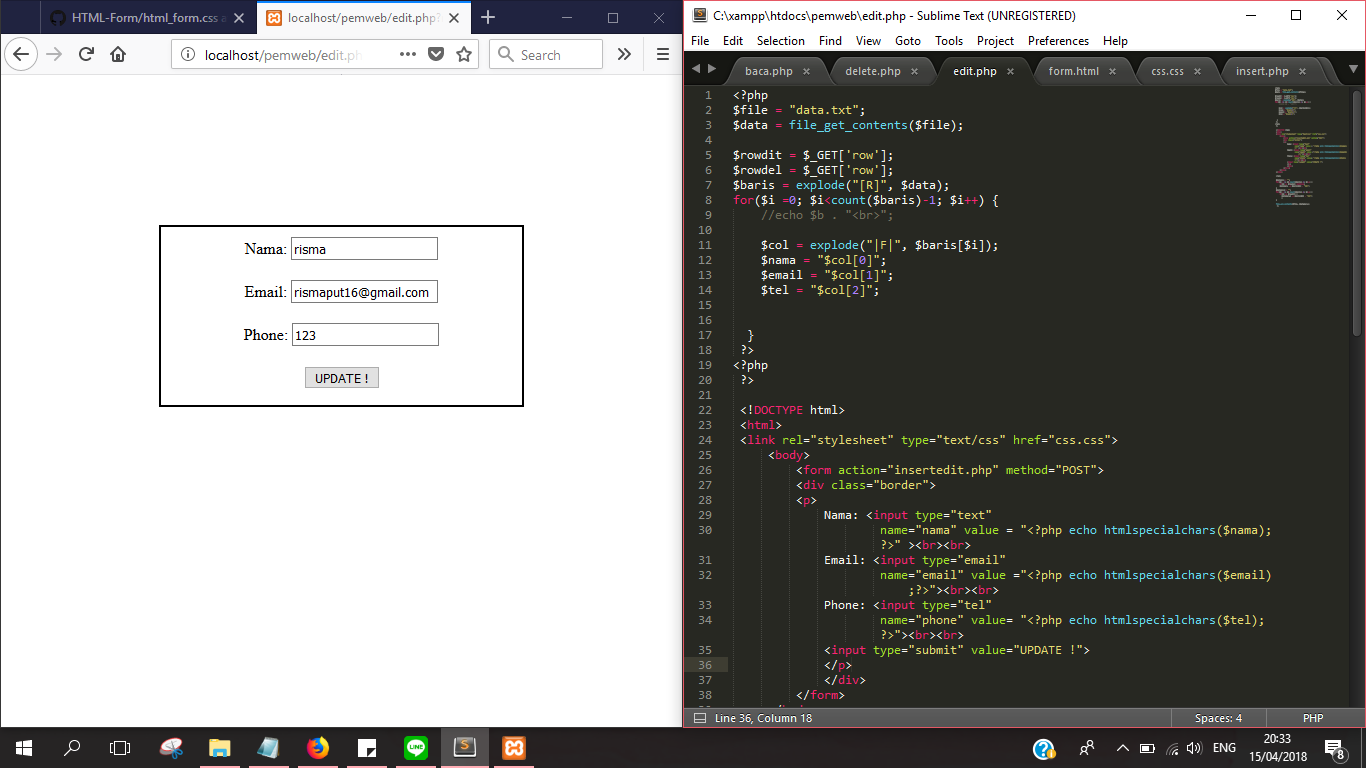 HTML-Form/html_form.css a
localhost/pemweb/edit.php?
localhost/pemweb/edit.ph
Search
Nama: risma
Email: rismaput16@gmail.com
Phone: 123
UPDATE !
C:\xampp\htdocs\pemweb\edit.php - Sublime Text (UNREGISTERED)
File Edit Selection Find View Goto Tools Project Preferences Help
baca.php delete.php edit.php form.html css.css insert.php
1 <?php
2 $file = "data.txt";
3 $data = file_get_contents($file);
4
5 $rowdit = $_GET['row'];
6 $rowdel = $_GET['row'];
7 $baris = explode("[R]", $data);
8 for($i =0; $i<count($baris)-1; $i++) {
9 //echo $b . "<br>";
10
11 $col = explode("|F|", $baris[$i]);
12 $nama = "$col[0]";
13 $email = "$col[1]";
14 $tel = "$col[2]";
15
16
17 }
18 ?>
19 <?php
20 ?>
21
22 <!DOCTYPE html>
23 <html>
24 <link rel="stylesheet" type="text/css" href="css.css">
25 <body>
26 <form action="insertedit.php" method="POST">
27 <div class="border">
28 <p>
29 Nama: <input type="text"
30 name="nama" value = "<?php echo htmlspecialchars($nama);
?>" ><br><br>
31 Email: <input type="email"
32 name="email" value ="<?php echo htmlspecialchars($email)
;?>"><br><br>
33 Phone: <input type="tel"
34 name="phone" value= "<?php echo htmlspecialchars($tel);
?>"><br><br>
35 <input type="submit" value="UPDATE !">
36 </p>
37 </div>
38 </form>
Line 36, Column 18
Spaces: 4
PHP
ENG
20:33
15/04/2018
8